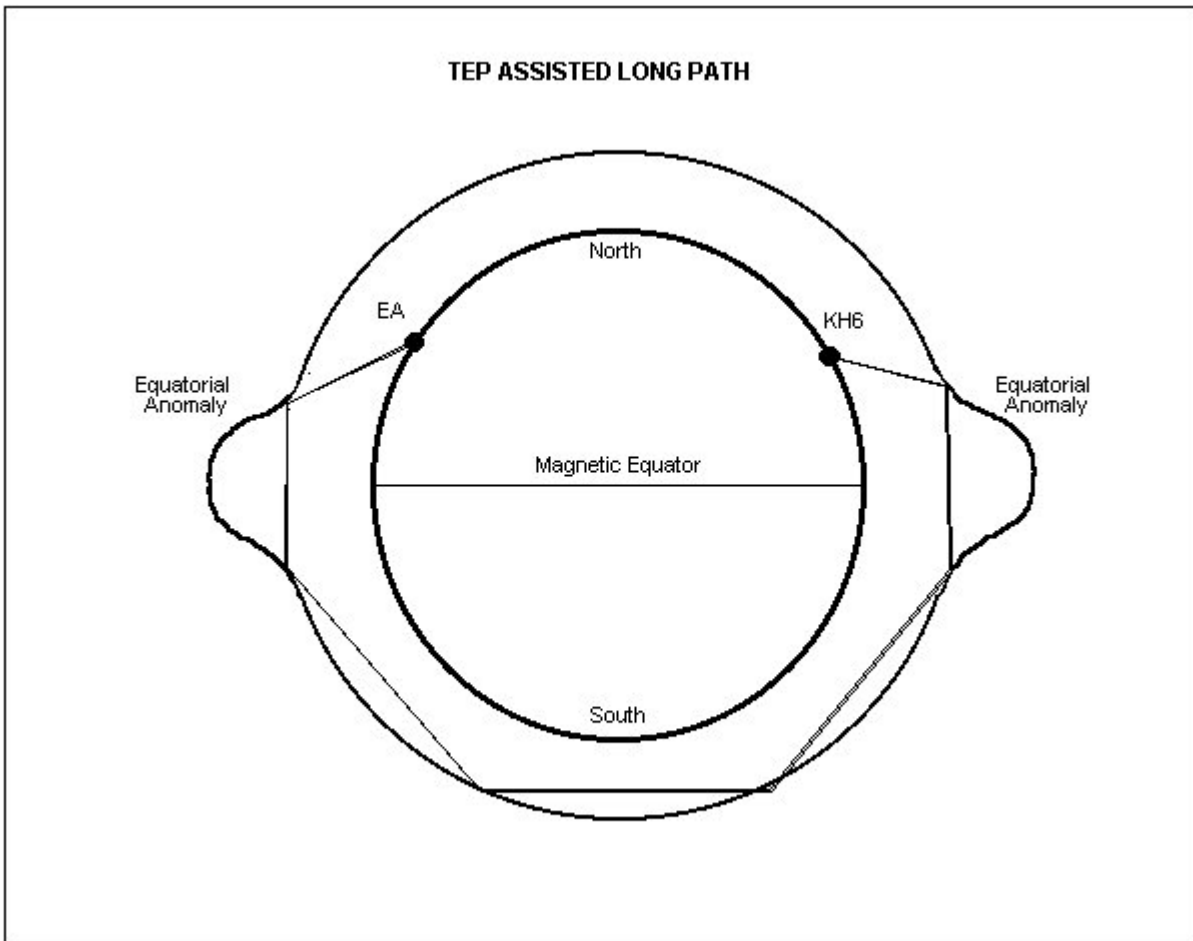 TEP ASSISTED LONG PATH
North
EA
KH6
Equatorial
Anomaly
Equatorial
Anomaly
Magnetic Equator
South